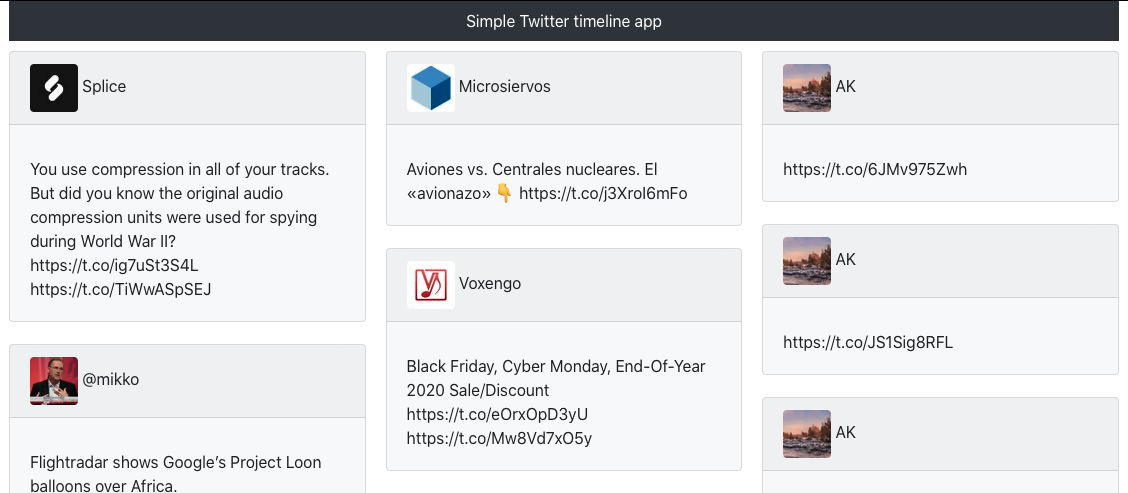 Simple Twitter timeline app
Splice
You use compression in all of your tracks.
But did you know the original audio
compression units were used for spying
during World War II?
https://t.co/ig7uSt3S4L
https://t.co/TiWwASpSEJ
@mikko
Flightradar shows Google’s Project Loon
balloons over Africa.
Microsiervos
Aviones vs. Centrales nucleares. El
«avionazo» 👇 https://t.co/j3XroI6mFo
Voxengo
Black Friday, Cyber Monday, End-Of-Year
2020 Sale/Discount
https://t.co/eOrxOpD3yU
https://t.co/Mw8Vd7xO5y
AK
https://t.co/6JMv975Zwh
AK
https://t.co/JS1Sig8RFL
AK